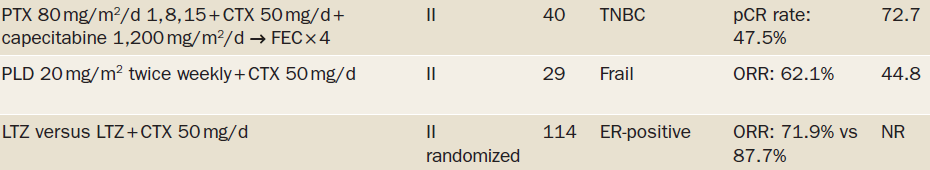 PTX 80 mg/m²/d 1,8,15+CTX 50 mg/d+ II 40 TNBC pCR rate: 72.7
capecitabine 1,200 mg/m²/d → FEC×4 47.5%
PLD 20 mg/m² twice weekly+CTX 50 mg/d II 29 Frail ORR: 62.1% 44.8
LTZ versus LTZ+CTX 50 mg/d II 114 ER-positive ORR: 71.9% vs NR
randomized 87.7%